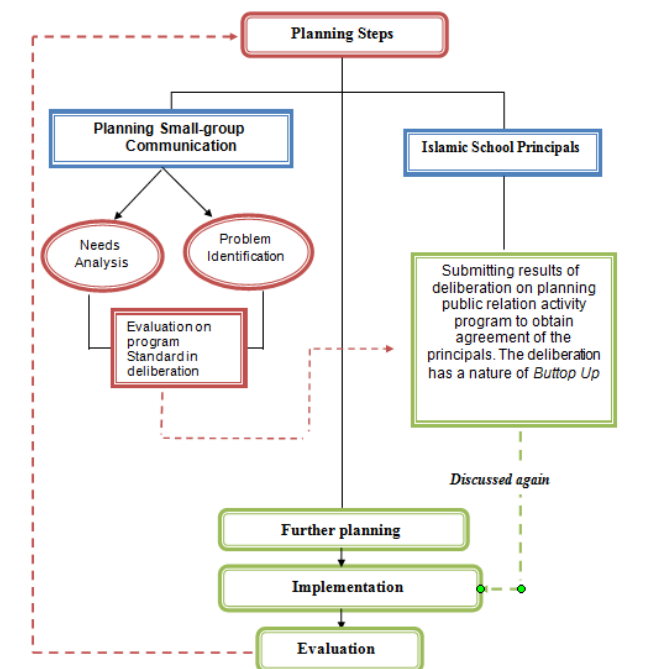 Planning Steps
Planning Small-group
Communication
Islamic School Principals
Needs
Analysis
Problem
Identification
Evaluation on
program
Standard in
deliberation
Submitting results of
deliberation on planning
public relation activity
program to obtain
agreement of the
principals. The deliberation
has a nature of Buttop Up
Discussed again
Further planning
Implementation
Evaluation